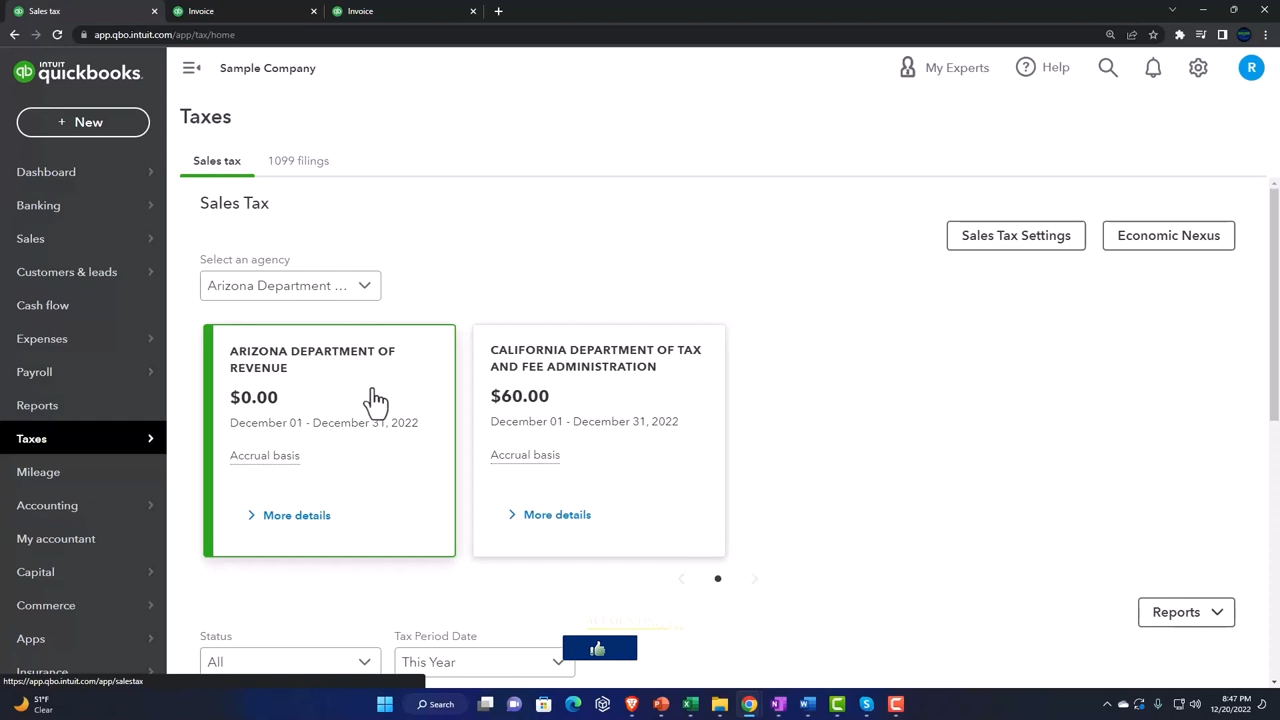 Sales tax
Invoice
Invoice
app.qbo.intuit.com/app/tax/home
INTUIT
quickbooks.
Sample Company
My Experts
Help
R
+ New
Taxes
Dashboard
Banking
Sales
Customers & leads
Cash flow
Expenses
Payroll
Reports
Taxes
Mileage
Accounting
My accountant
Capital
Commerce
Apps
Insurance
Sales tax
1099 filings
Sales Tax
Sales Tax Settings
Economic Nexus
Select an agency
Arizona Department ...
ARIZONA DEPARTMENT OF
REVENUE
$0.00
December 01 - December 31, 2022
Accrual basis
More details
CALIFORNIA DEPARTMENT OF TAX
AND FEE ADMINISTRATION
$60.00
December 01 - December 31, 2022
Accrual basis
More details
Reports
Status
Tax Period Date
All
This Year
https://pcs.qbo.intuit.com/app/salestax
51°F
Clear
Search
8:47 PM
12/20/2022